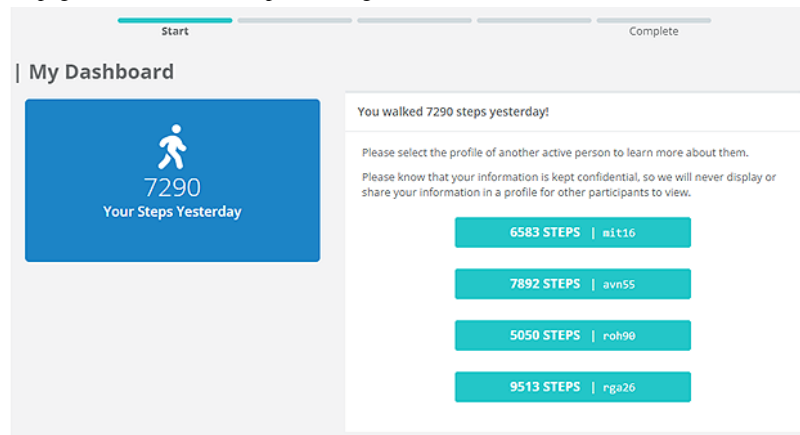 Start
Complete
| My Dashboard
7290
Your Steps Yesterday
You walked 7290 steps yesterday!
Please select the profile of another active person to learn more about them.
Please know that your information is kept confidential, so we will never display or
share your information in a profile for other participants to view.
6583 STEPS | mit16
7892 STEPS | avn55
5050 STEPS | roh90
9513 STEPS | rga26